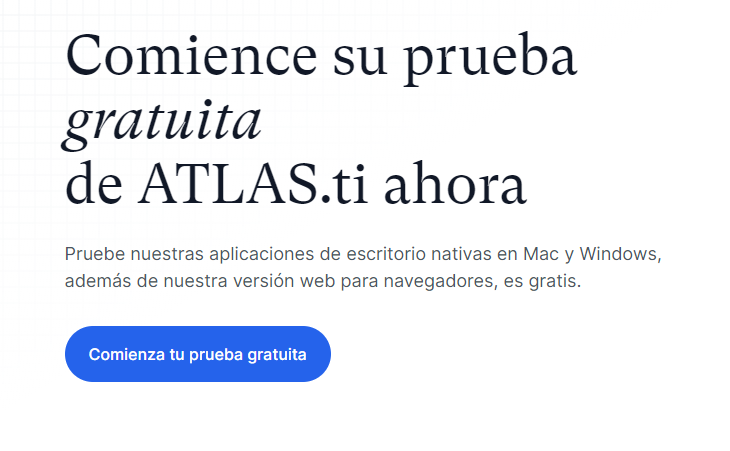 Comience su prueba
gratuita
de ATLAS.ti ahora
Pruebe nuestras aplicaciones de escritorio nativas en Mac y Windows,
además de nuestra versión web para navegadores, es gratis.
Comienza tu prueba gratuita